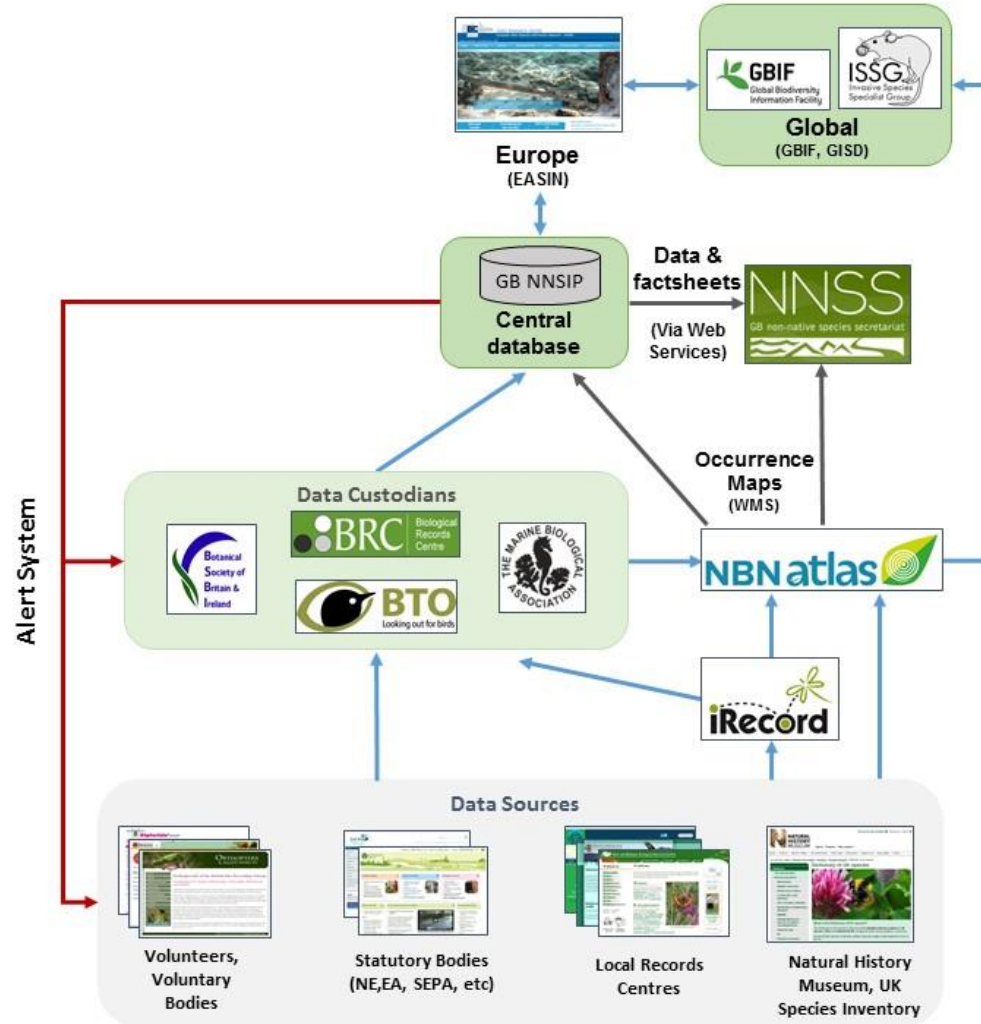 GBIF
Global Biodiversity
Information Facility
ISSG
Invasive Species
Specialist Group
Global
(GBIF, GISD)
Europe
(EASIN)
GB NNSIP
Central
database
Data &
factsheets
(Via Web
Services)
NNSS
GB non-native species secretariat
Occurrence
Maps
(WMS)
Alert System
Data Custodians
Botanical
Society of
Britain &
Ireland
BRC
Biological
Records
Centre
BTO
Looking out for birds
THE MARINE BIOLOGICAL
ASSOCIATION
NBNatlas
iRecord
Data Sources
NATURAL
HISTORY
MUSEUM
Volunteers,
Voluntary
Bodies
Statutory Bodies
(NE,EA, SEPA, etc)
Local Records
Centres
Natural History
Museum, UK
Species Inventory